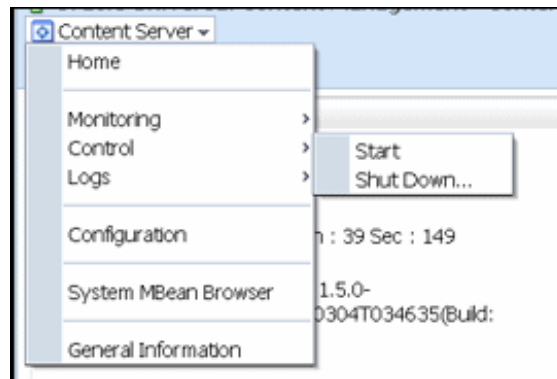 Content Server
Home
Monitoring
Control
Logs
Start
Shut Down...
Configuration
: 39 Sec : 149
System MBean Browser
1.5.0-
0304T034635(Build:
General Information